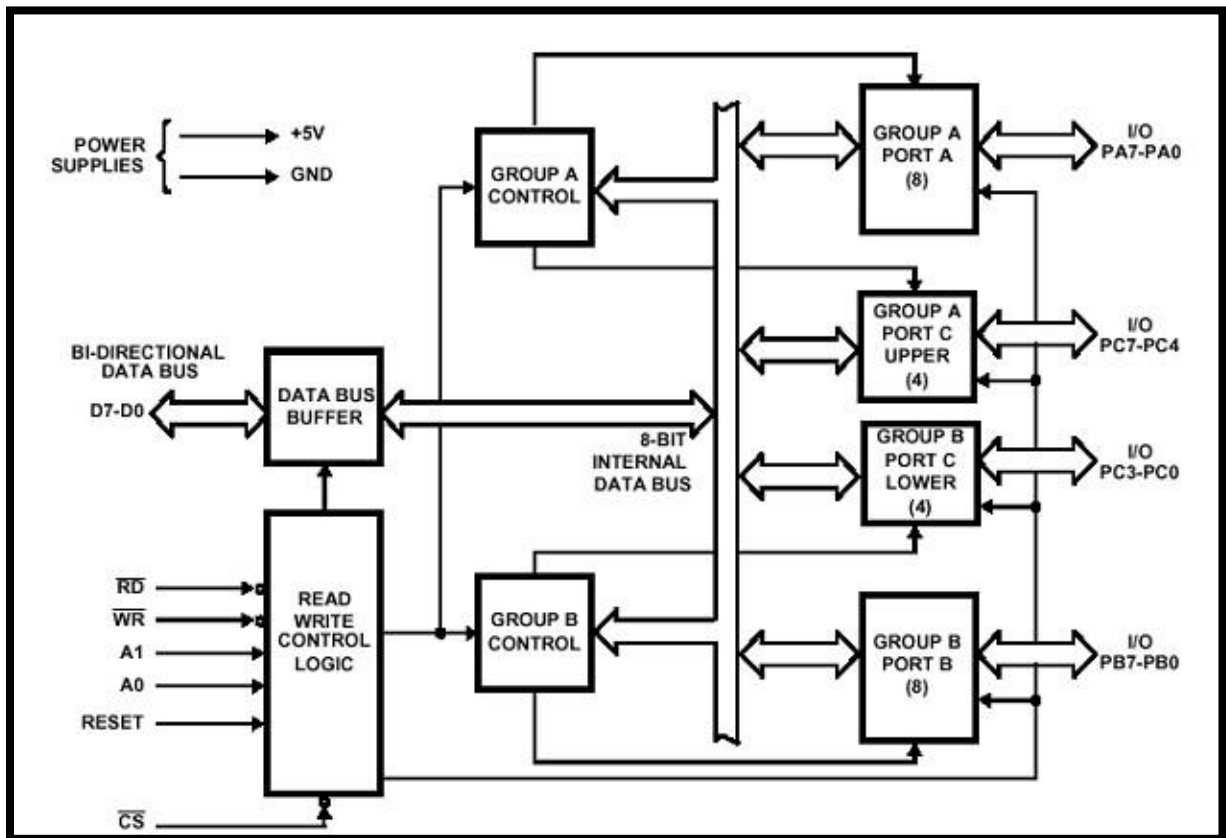 POWER
SUPPLIES
+5V
GND
GROUP A
CONTROL
GROUP A
PORT A
(8)
I/O
PA7-PA0
GROUP A
PORT C
UPPER
(4)
I/O
PC7-PC4
BI-DIRECTIONAL
DATA BUS
D7-D0
DATA BUS
BUFFER
8-BIT
INTERNAL
DATA BUS
GROUP B
PORT C
LOWER
(4)
I/O
PC3-PC0
RD
WR
A1
A0
RESET
CS
READ
WRITE
CONTROL
LOGIC
GROUP B
CONTROL
GROUP B
PORT B
(8)
I/O
PB7-PB0